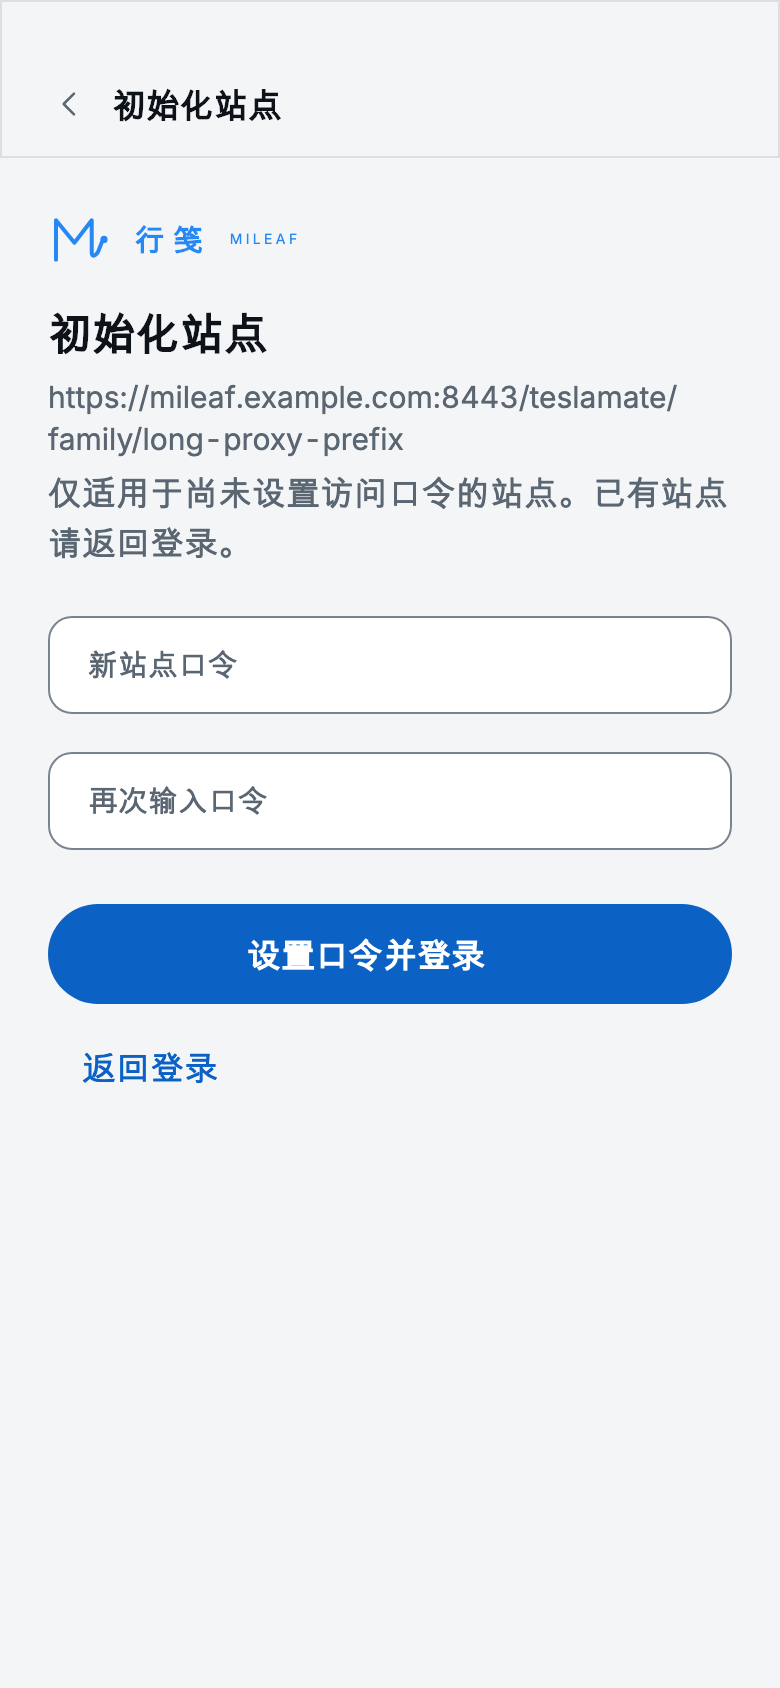 初始化站点
行笺 MILEAF
初始化站点
https://mileaf.example.com:8443/teslamate/
family/long-proxy-prefix
仅适用于尚未设置访问口令的站点。已有站点
请返回登录。
新站点口令
再次输入口令
设置口令并登录
返回登录